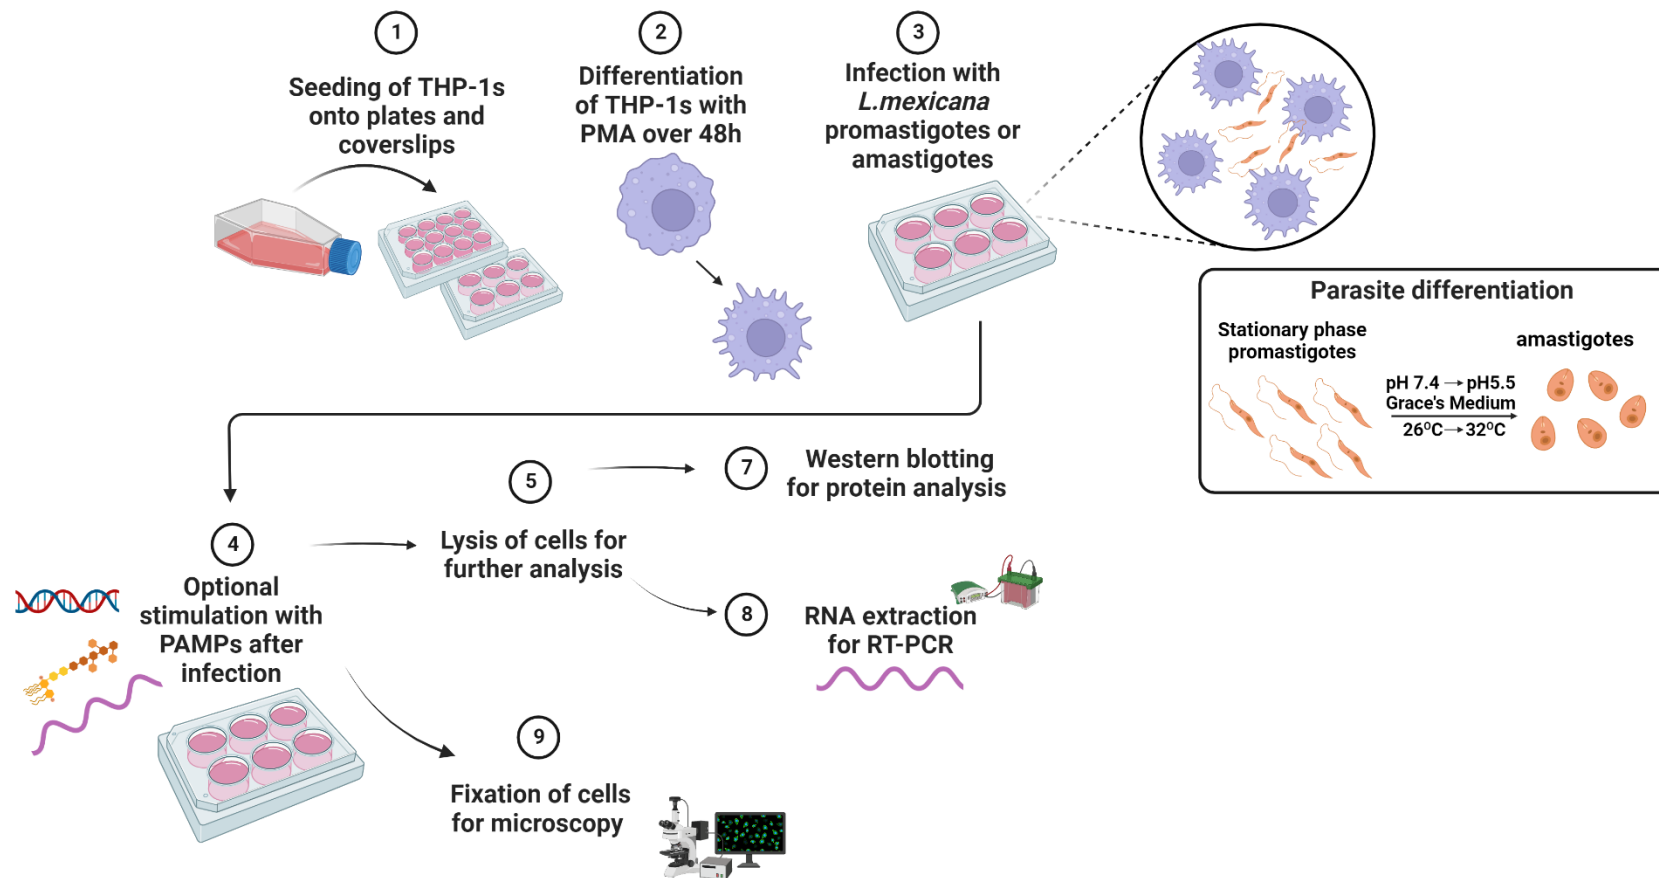 1
Seeding of THP-1s
onto plates and
coverslips
2
Differentiation
of THP-1s with
PMA over 48h
3
Infection with
L.mexicana
promastigotes or
amastigotes
Parasite differentiation
Stationary phase
promastigotes
pH 7.4 → pH5.5
Grace's Medium
26⁰C → 32⁰C
amastigotes
4
Optional
stimulation with
PAMPs after
infection
5
Lysis of cells for
further analysis
7
Western blotting
for protein analysis
8
RNA extraction
for RT-PCR
9
Fixation of cells
for microscopy